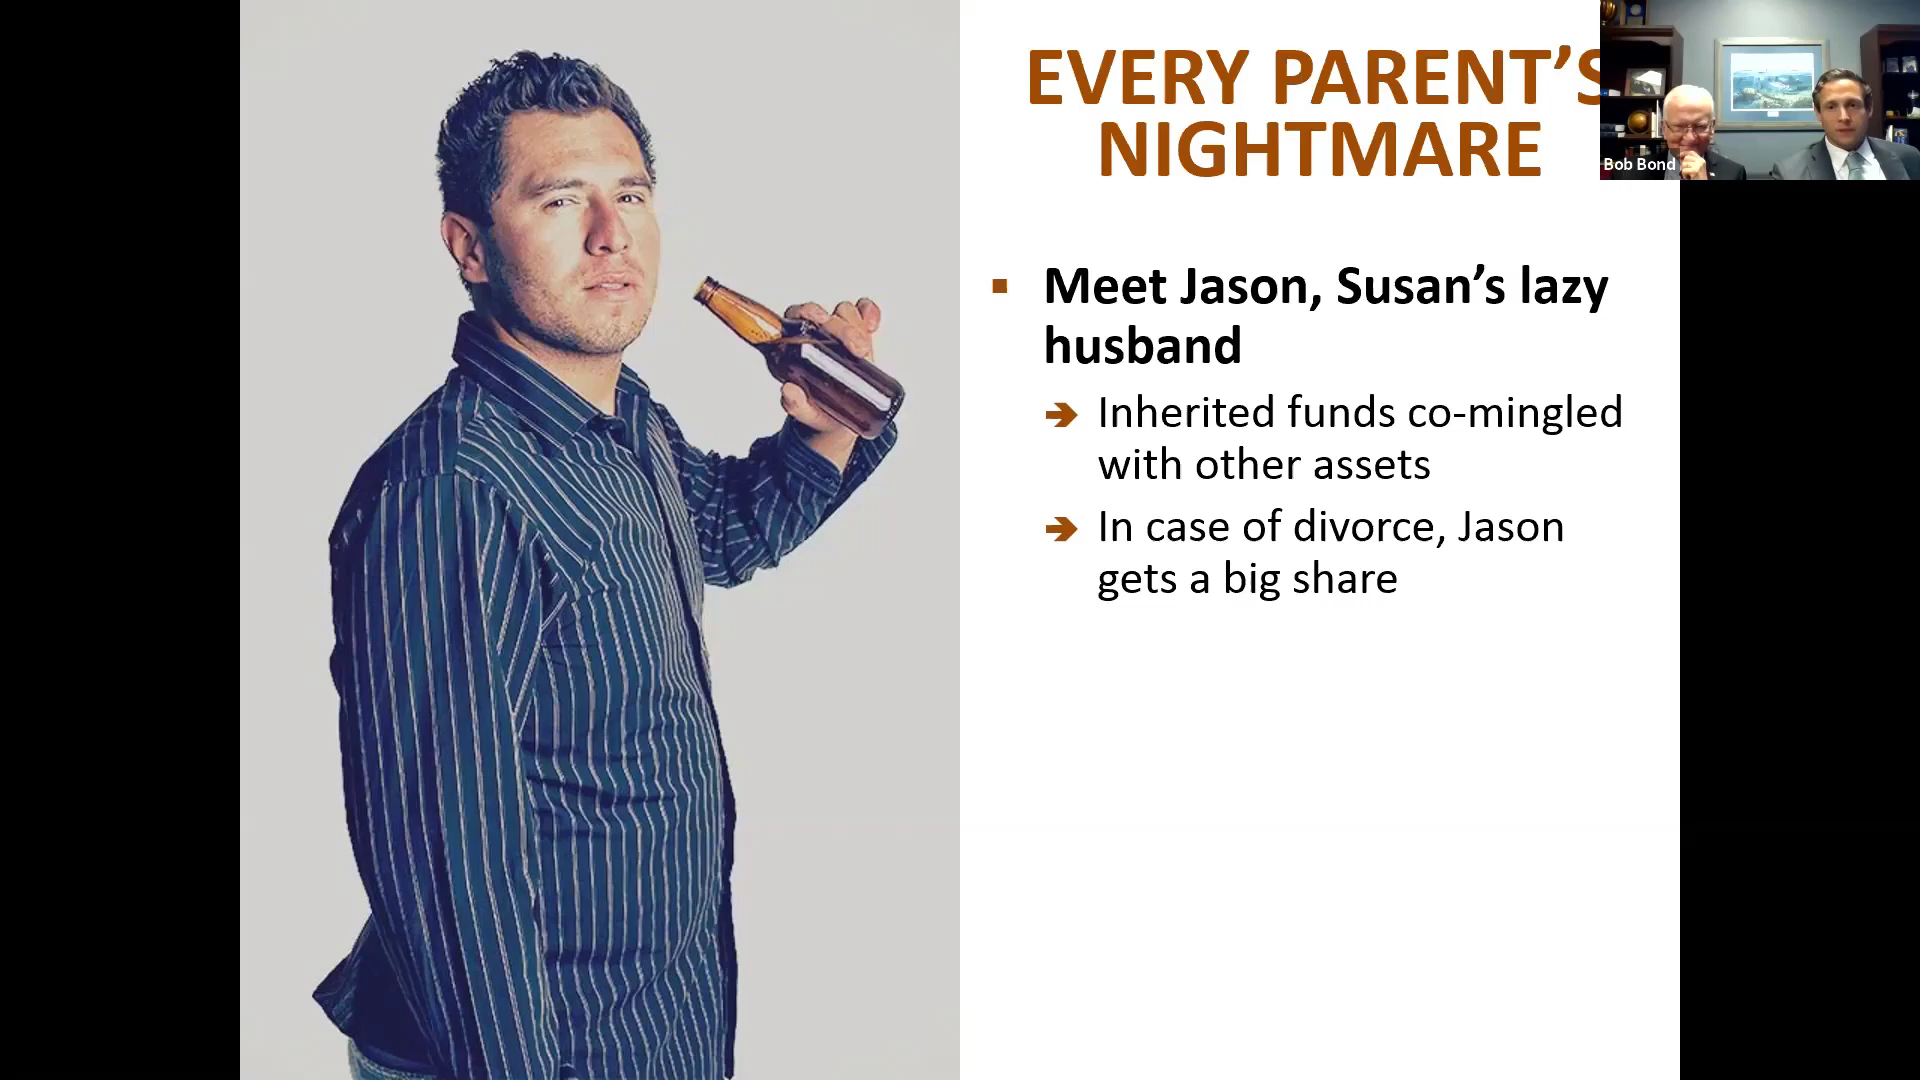 EVERY PARENT’S
NIGHTMARE
Bob Bond
▪ Meet Jason, Susan’s lazy
husband
➔ Inherited funds co-mingled
with other assets
➔ In case of divorce, Jason
gets a big share